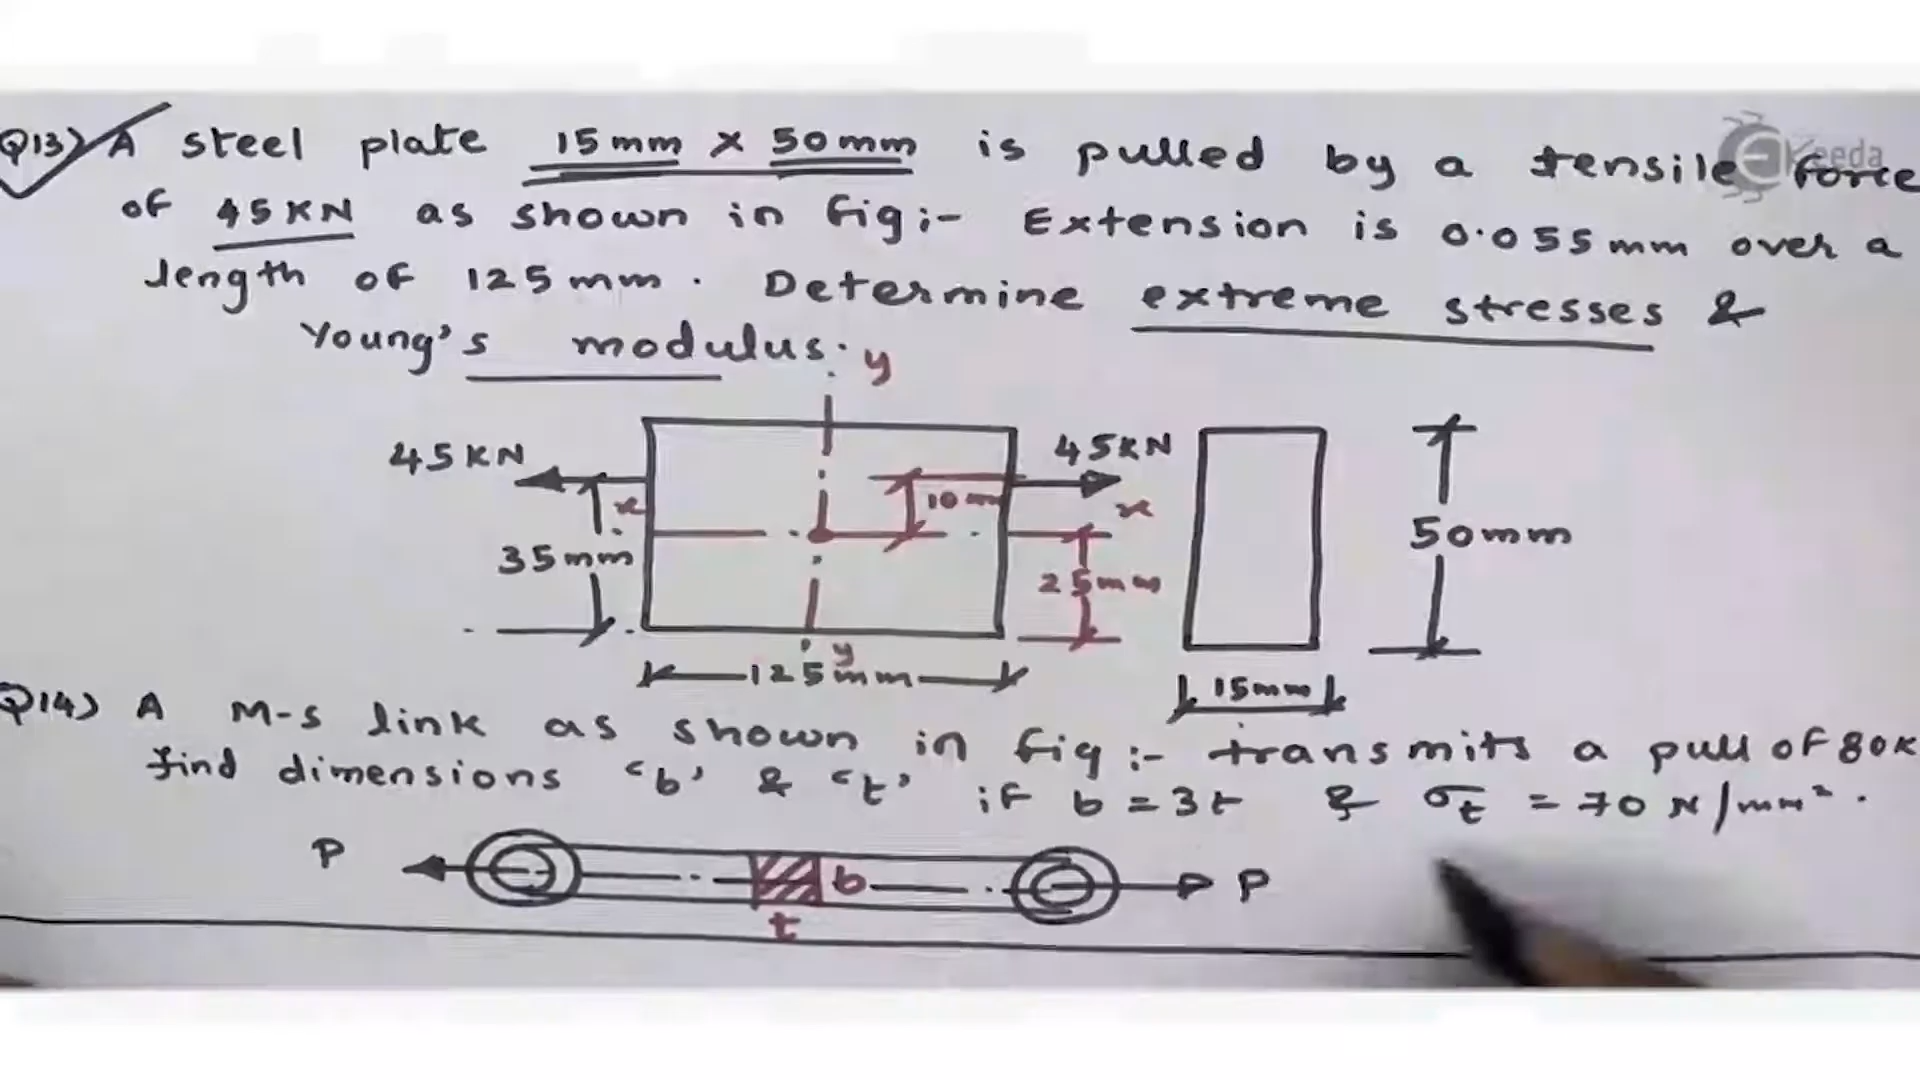 Q13) A steel plate 15mm x 50mm is pulled by a tensile force
of 45KN as shown in fig:- Extension is 0.055mm over a
length of 125mm. Determine extreme stresses &
Young's modulus.
y
45KN
45KN
x
10mm
x
35mm
25mm
50mm
y
125mm
15mm
Q14) A M-S link as shown in fig:- transmits a pull of 80K
find dimensions 'b' & 't' if b = 3t & σt = 70 N/mm².
P
b
P
t
EKeeda